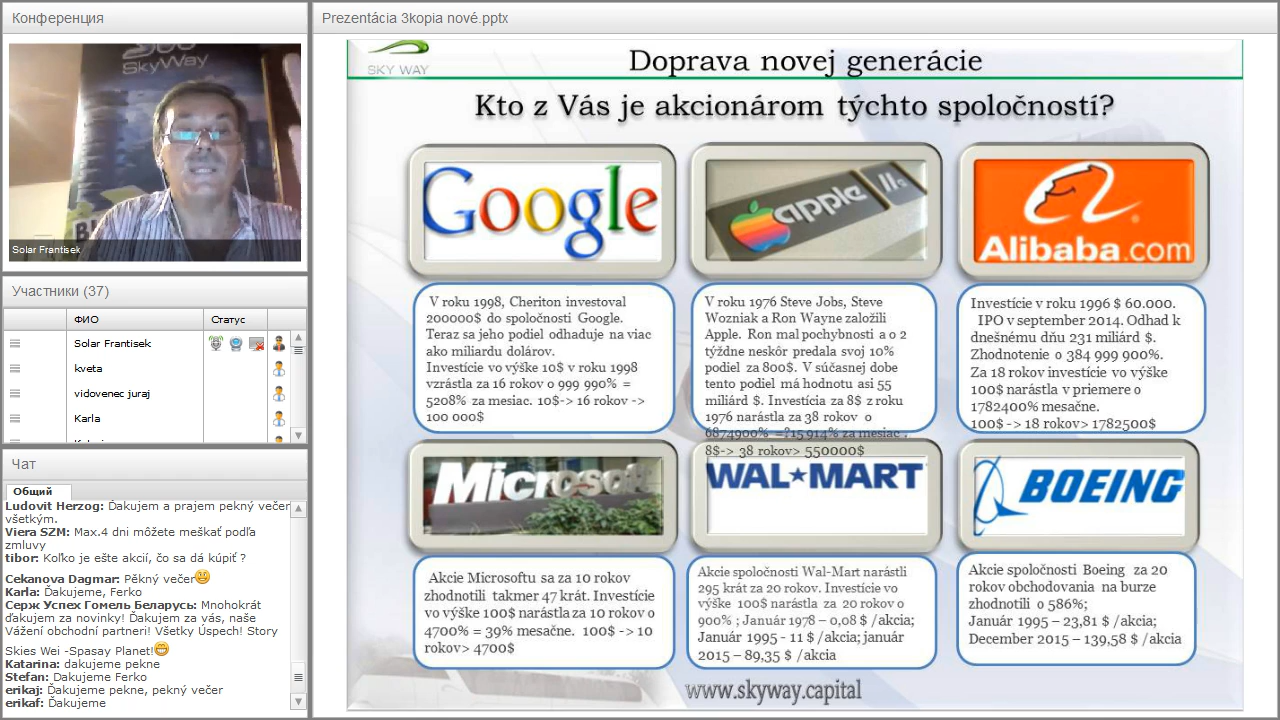 Конференция
SkyWay
Solar Frantisek
Участники (37)
ФИО
Статус
Solar Frantisek
kveta
vidovenec juraj
Karla
Чат
Общий
Ludovit Herzog: Ďakujem a prajem pekný večer
všetkým.
Viera SZM: Max.4 dni môžete meškať podľa
zmluvy
tibor: Koľko je ešte akcií, čo sa dá kúpiť ?
Cekanova Dagmar: Pěkný večer
Karla: Ďakujeme, Ferko
Серж Успех Гомель Беларусь: Mnohokrát
ďakujem za novinky! Ďakujem za vás, naše
Vážení obchodní partneri! Všetky Úspech! Story
Skies Wei -Spasay Planet!
Katarina: dakujeme pekne
Stefan: Dakujeme Ferko
erikaj: Ďakujeme pekne, pekný večer
erikaf: Ďakujeme
Prezentácia 3kopia nové.pptx
SKY WAY
Doprava novej generácie
Kto z Vás je akcionárom týchto spoločností?
Google
apple
Alibaba.com
V roku 1998, Cheriton investoval
200000$ do spoločnosti Google.
Teraz sa jeho podiel odhaduje na viac
ako miliardu dolárov.
Investície vo výške 10$ v roku 1998
vzrástla za 16 rokov o 999 990% =
5208% za mesiac. 10$-> 16 rokov ->
100 000$
V roku 1976 Steve Jobs, Steve
Wozniak a Ron Wayne založili
Apple. Ron mal pochybnosti a o 2
týždne neskôr predala svoj 10%
podiel za 800$. V súčasnej dobe
tento podiel má hodnotu asi 55
miliárd $. Investícia za 8$ z roku
1976 narástla za 38 rokov o
6874900% =?15 914% za mesiac .
8$-> 38 rokov> 550000$
Investície v roku 1996 $ 60.000.
IPO v september 2014. Odhad k
dnešnému dňu 231 miliárd $.
Zhodnotenie o 384 999 900%.
Za 18 rokov investície vo výške
100$ narástla v priemere o
1782400% mesačne.
100$ -> 18 rokov> 1782500$
Microsoft
WAL★MART
BOEING
Akcie Microsoftu sa za 10 rokov
zhodnotili takmer 47 krát. Investície
vo výške 100$ narástla za 10 rokov o
4700% = 39% mesačne. 100$ -> 10
rokov> 4700$
Akcie spoločnosti Wal-Mart narástli
295 krát za 20 rokov. Investície vo
výške 100$ narástla za 20 rokov o
900% ; Január 1978 – 0,08 $ /akcia;
Január 1995 - 11 $ /akcia; január
2015 – 89,35 $ /akcia
Akcie spoločnosti Boeing za 20
rokov obchodovania na burze
zhodnotili o 586%;
Január 1995 – 23,81 $ /akcia;
December 2015 – 139,58 $ /akcia
www.skyway.capital